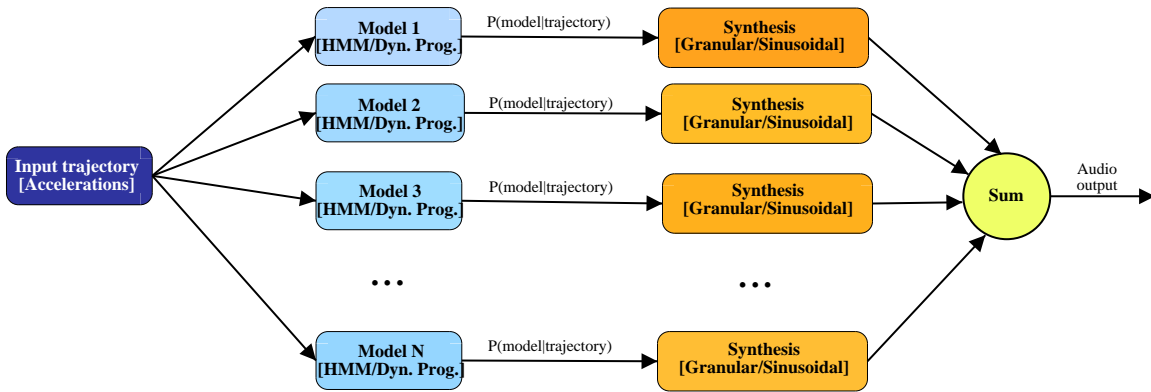 Model 1
[HMM/Dyn. Prog.]
P(model|trajectory)
Synthesis
[Granular/Sinusoidal]
Model 2
[HMM/Dyn. Prog.]
P(model|trajectory)
Synthesis
[Granular/Sinusoidal]
Input trajectory
[Accelerations]
Model 3
[HMM/Dyn. Prog.]
P(model|trajectory)
Synthesis
[Granular/Sinusoidal]
Sum
Audio
output
...
...
Model N
[HMM/Dyn. Prog.]
P(model|trajectory)
Synthesis
[Granular/Sinusoidal]